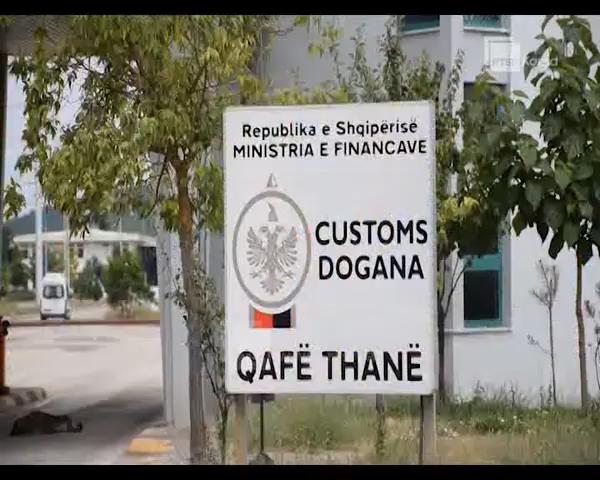 Republika e Shqipërisë
MINISTRIA E FINANCAVE
CUSTOMS
DOGANA
QAFË THANË